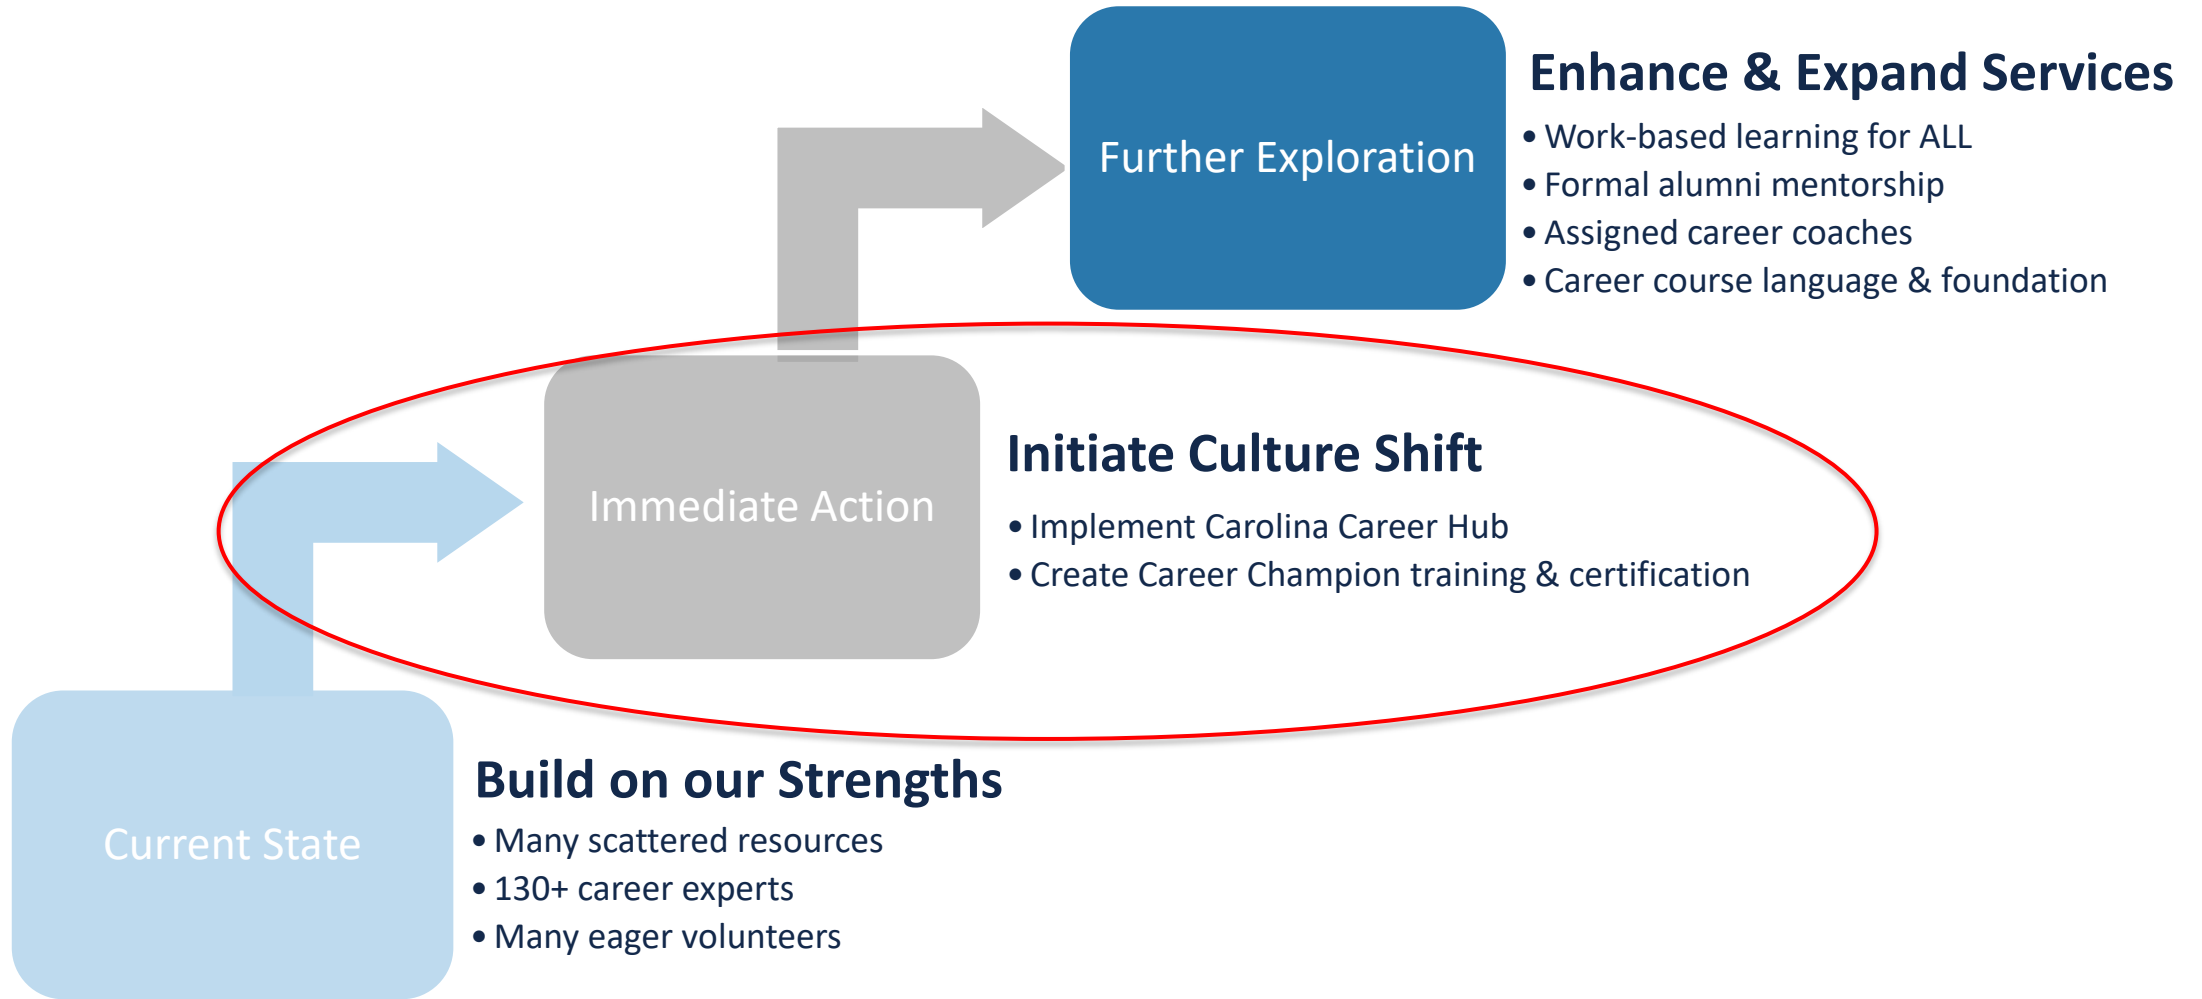 Further Exploration
Enhance & Expand Services
• Work-based learning for ALL
• Formal alumni mentorship
• Assigned career coaches
• Career course language & foundation
Immediate Action
Initiate Culture Shift
• Implement Carolina Career Hub
• Create Career Champion training & certification
Current State
Build on our Strengths
• Many scattered resources
• 130+ career experts
• Many eager volunteers